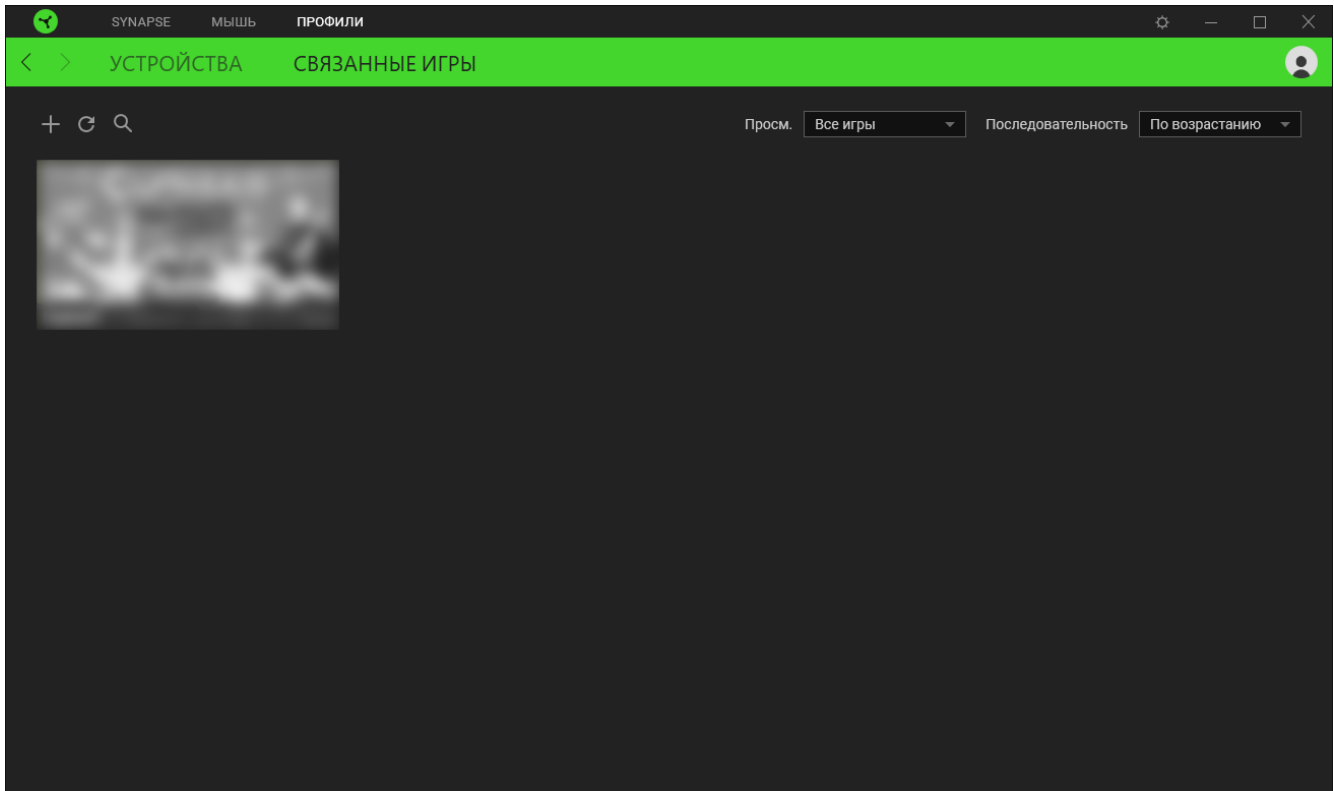 SYNAPSE МЫШЬ ПРОФИЛИ
УСТРОЙСТВА СВЯЗАННЫЕ ИГРЫ
Просм. Все игры Последовательность По возрастанию